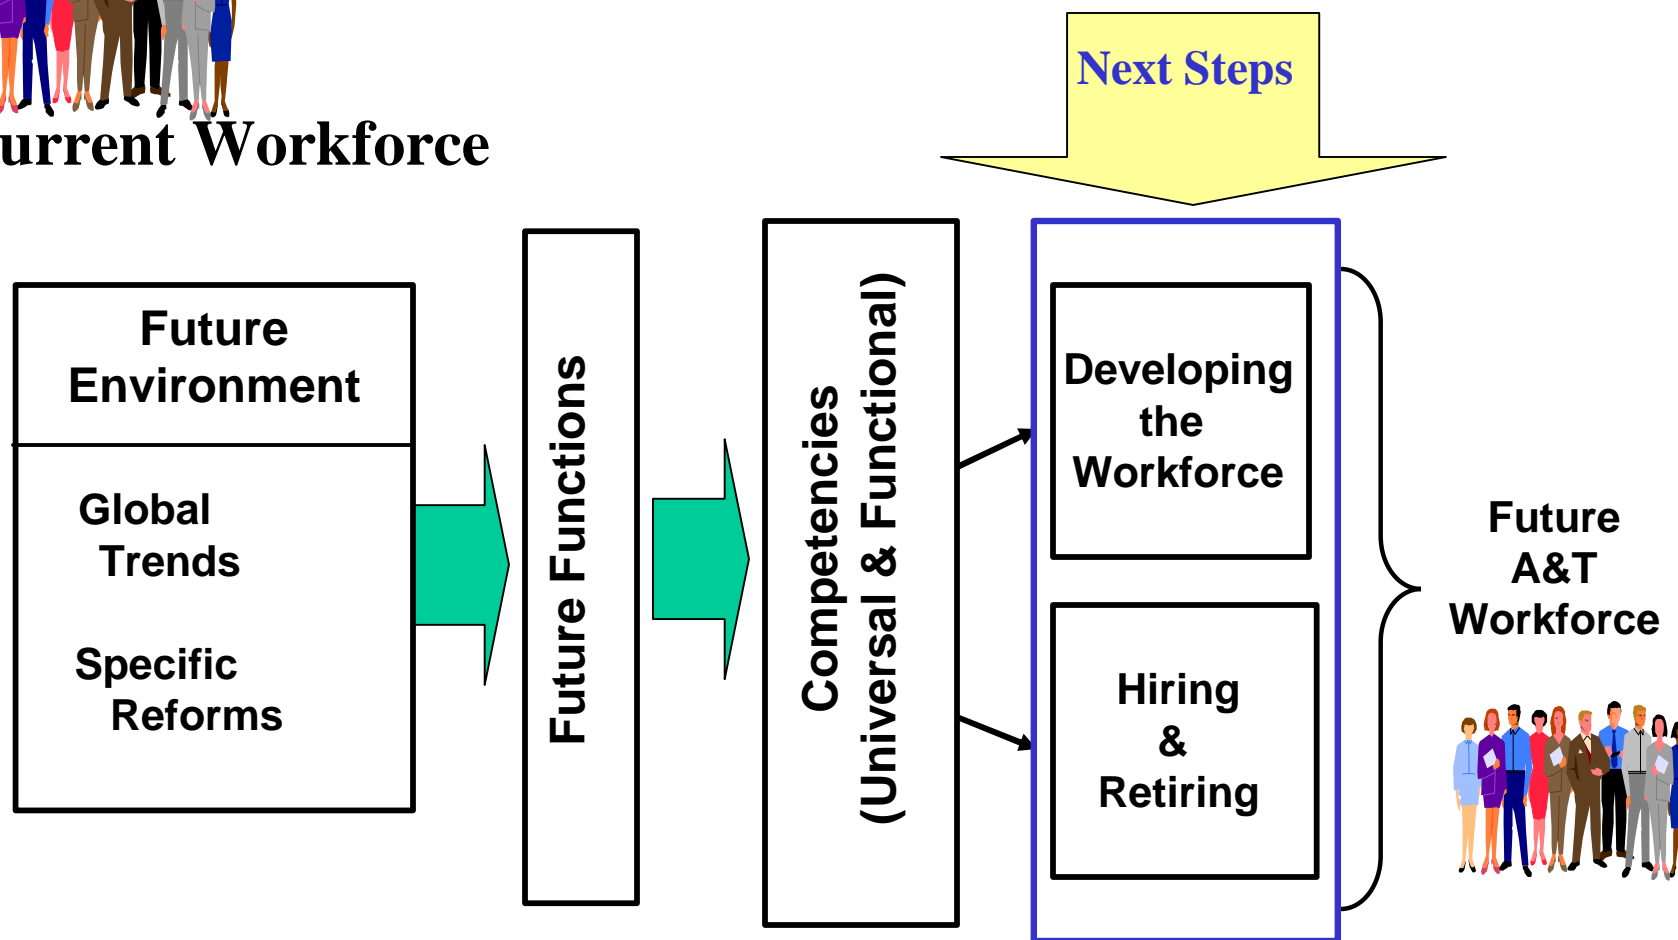 Next Steps
urrent Workforce
Future
Environment
Global
Trends
Specific
Reforms
Future Functions
Competencies
(Universal & Functional)
Developing
the
Workforce
Hiring
&
Retiring
Future
A&T
Workforce